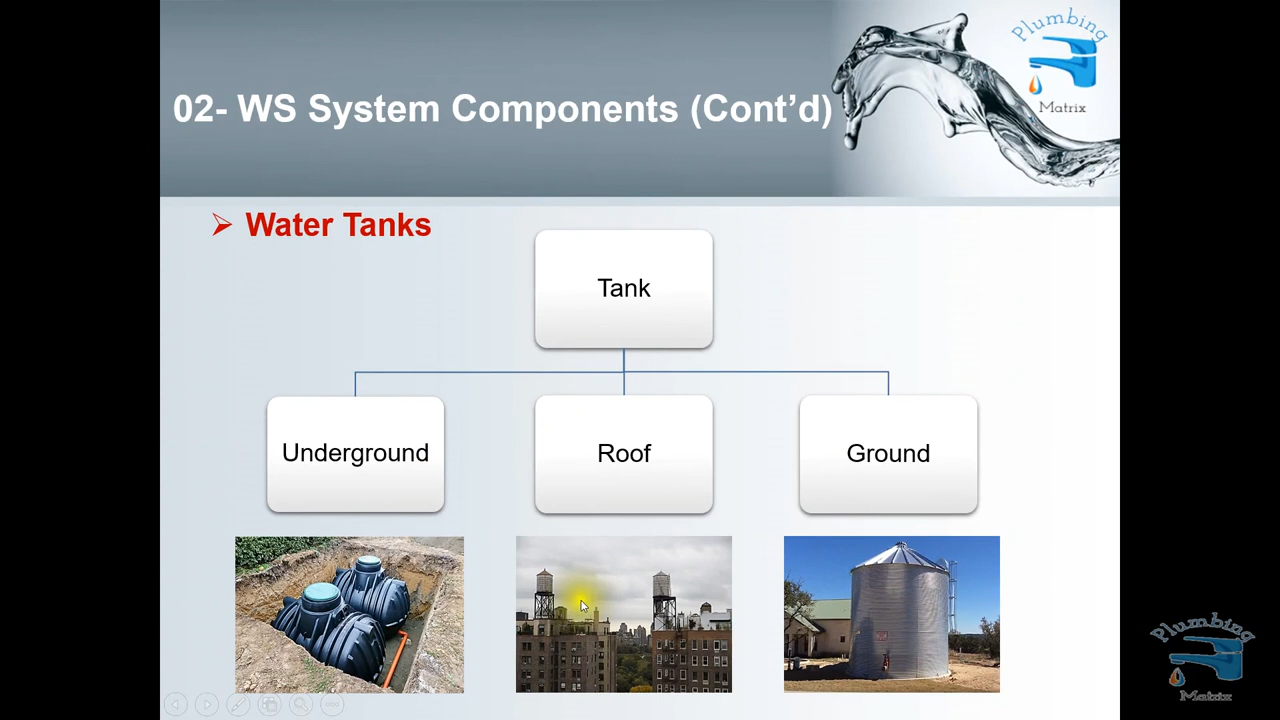 Plumbing
Matrix
02- WS System Components (Cont’d)
Water Tanks
Tank
Underground
Roof
Ground
Plumbing
Matrix